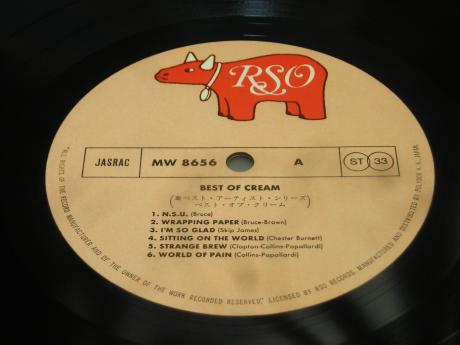 RSO
JASRAC MW 8656 A ST 33
BEST OF CREAM
(新ベスト・アーティスト・シリーズ)
ベスト・オブ・クリーム
1. N.S.U. (Bruce)
2. WRAPPING PAPER (Bruce-Brown)
3. I'M SO GLAD (Skip James)
4. SITTING ON THE WORLD (Chester Burnett)
5. STRANGE BREW (Clapton-Collins-Papallardi)
6. WORLD OF PAIN (Collins-Papallardi)
"ALL RIGHTS OF THE RECORD MANUFACTURER AND OF THE OWNER OF THE WORK RECORDED RESERVED." LICENSED BY RSO RECORDS, MANUFACTURED AND DISTRIBUTED BY POLYDOR K.K., JAPAN